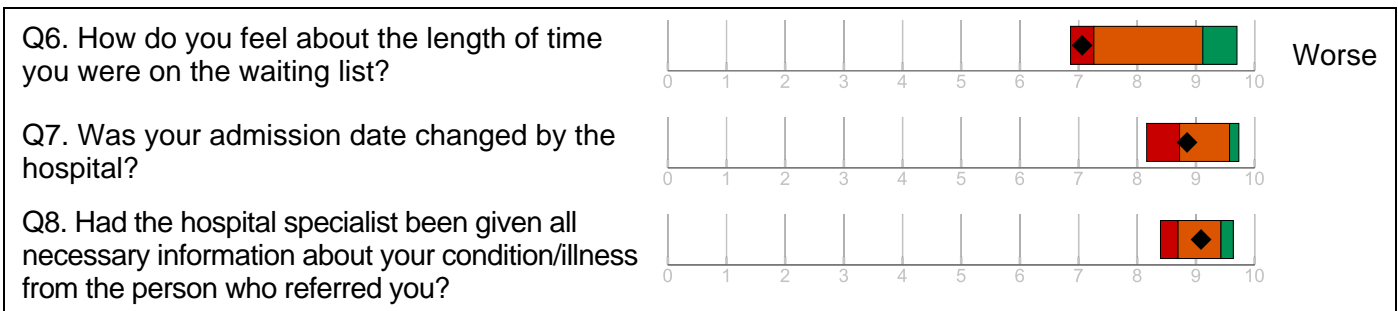 Q6. How do you feel about the length of time
you were on the waiting list?
0 1 2 3 4 5 6 7 8 9 10
Worse
Q7. Was your admission date changed by the
hospital?
0 1 2 3 4 5 6 7 8 9 10
Q8. Had the hospital specialist been given all
necessary information about your condition/illness
from the person who referred you?
0 1 2 3 4 5 6 7 8 9 10